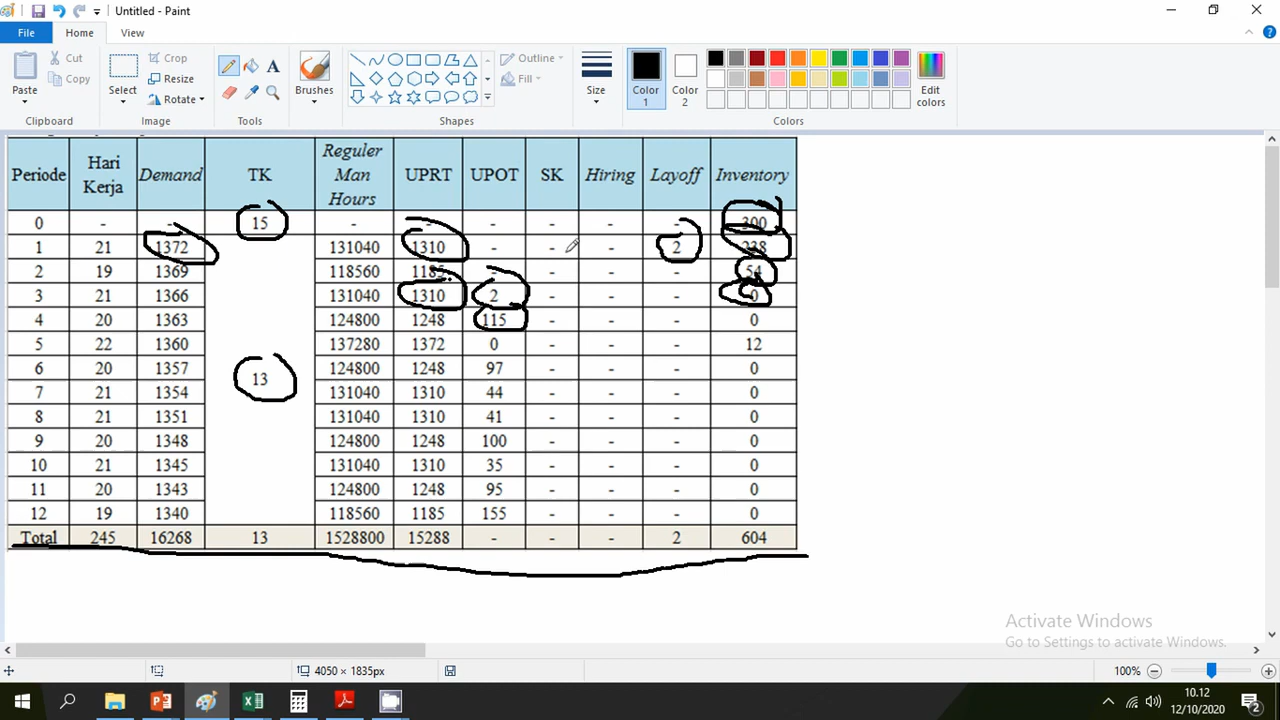 Untitled - Paint
File Home View
Paste Cut Copy Select Crop Resize Rotate Brushes Outline Fill Size Color 1 Color 2 Edit colors
Clipboard Image Tools Shapes Colors
Periode Hari Kerja Demand TK Reguler Man Hours UPRT UPOT SK Hiring Layoff Inventory
0 - - 15 - - - - - - 300
1 21 1372 131040 1310 - - - 2 238
2 19 1369 118560 1185 - - - - 54
3 21 1366 131040 1310 2 - - - 0
4 20 1363 124800 1248 115 - - - 0
5 22 1360 137280 1372 0 - - - 12
6 20 1357 13 124800 1248 97 - - - 0
7 21 1354 131040 1310 44 - - - 0
8 21 1351 131040 1310 41 - - - 0
9 20 1348 124800 1248 100 - - - 0
10 21 1345 131040 1310 35 - - - 0
11 20 1343 124800 1248 95 - - - 0
12 19 1340 118560 1185 155 - - - 0
Total 245 16268 13 1528800 15288 - - - 2 604
Activate Windows
Go to Settings to activate Windows.
4050 × 1835px 100%
10.12
12/10/2020
2